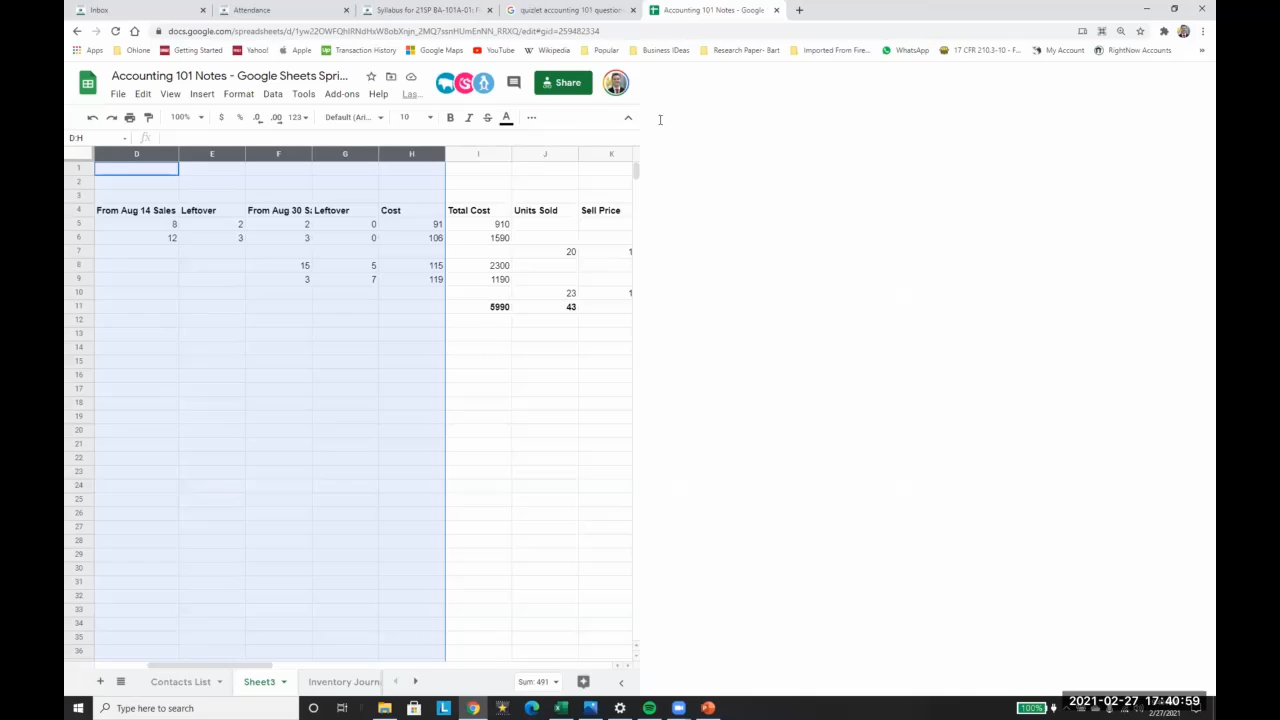 Inbox Attendance Syllabus for 21SP BA-101A-01: quizlet accounting 101 question- Accounting 101 Notes - Google
docs.google.com/spreadsheets/d/
Apps Ohlone Getting Started Yahoo! Apple Transaction History Google Maps YouTube Wikipedia Popular Business IDeas Research Paper- Bart Imported From Fire... WhatsApp 17 CFR 210.3-10 - F... My Account RightNow Accounts »
Accounting 101 Notes - Google Sheets Spri...
Share
File Edit View Insert Format Data Tools Add-ons Help Las...
100% $ % .0 .00 123 Default (Ari... 10 B I S A
D:H fx
D E F G H I J K
1
2
3
4 From Aug 14 Sales Leftover From Aug 30 Sa Leftover Cost Total Cost Units Sold Sell Price
5 8 2 2 0 91 910
6 12 3 3 0 106 1590
7 20 1
8 15 5 115 2300
9 3 7 119 1190
10 23 1
11 5990 43
12
13
14
15
16
17
18
19
20
21
22
23
24
25
26
27
28
29
30
31
32
33
34
35
36
Contacts List Sheet3 Inventory Journ Sum: 491
Type here to search
100%
2021-02-27 17:40:59
2/27/2021